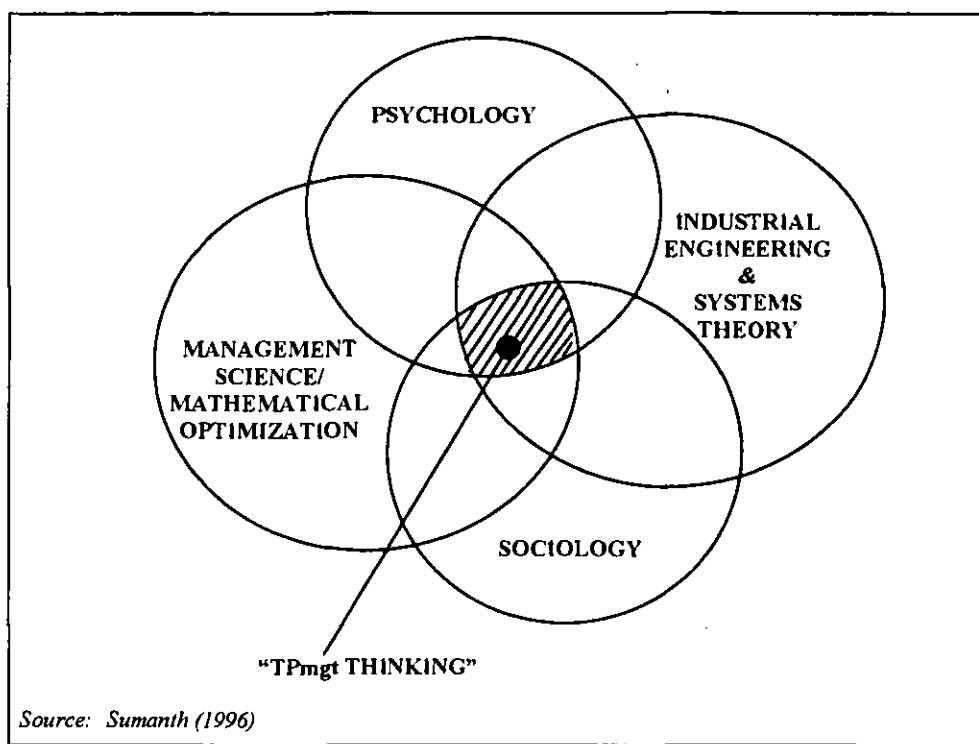 PSYCHOLOGY
INDUSTRIAL
ENGINEERING
&
SYSTEMS
THEORY
MANAGEMENT
SCIENCE/
MATHEMATICAL
OPTIMIZATION
SOCIOLOGY
“TPmgt THINKING”
Source: Sumanth (1996)